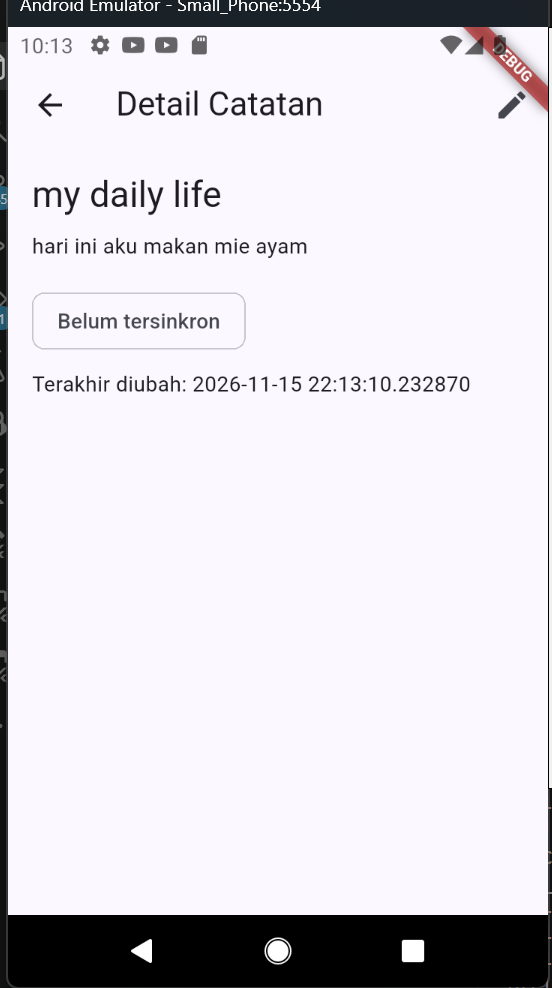 Android Emulator - Small_Phone:5554
10:13
DEBUG
Detail Catatan
my daily life
hari ini aku makan mie ayam
Belum tersinkron
Terakhir diubah: 2026-11-15 22:13:10.232870